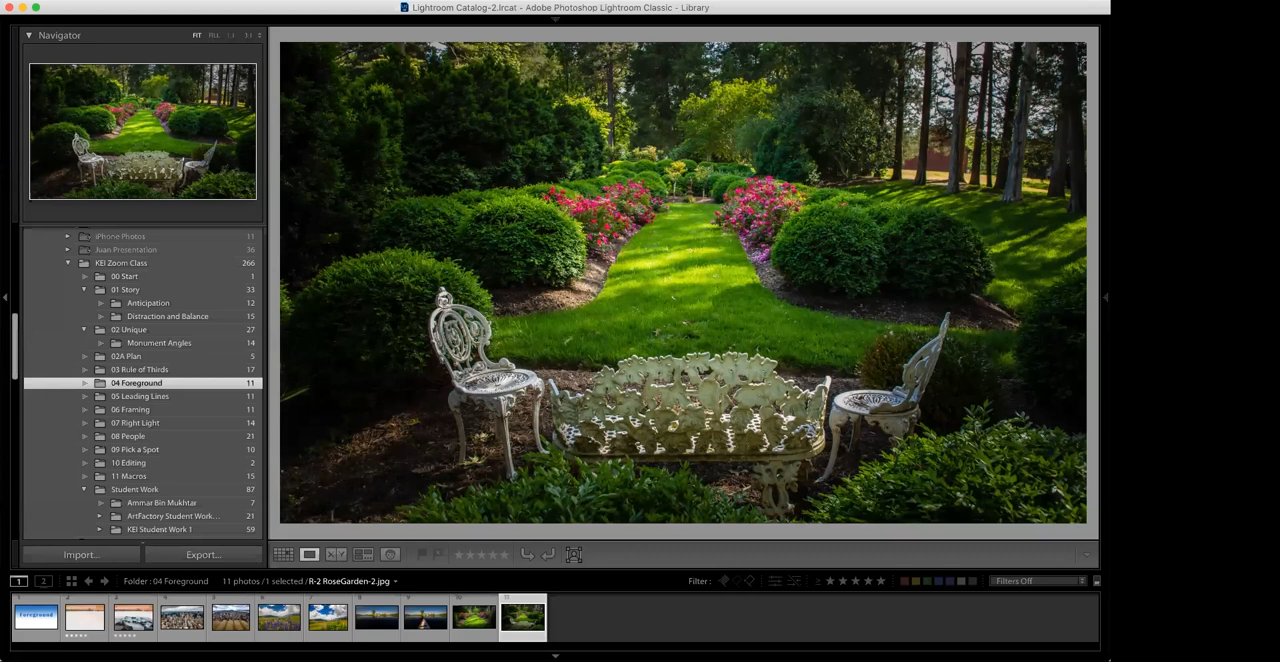 Lightroom Catalog-2.lrcat - Adobe Photoshop Lightroom Classic - Library
Navigator FIT
iPhone Photos 11
Juan Presentation 36
KEI Zoom Class 266
00 Start 1
01 Story 33
Anticipation 12
Distraction and Balance 15
02 Unique 27
Monument Angles 14
02A Plan 5
03 Rule of Thirds 17
04 Foreground 11
05 Leading Lines 11
06 Framing 11
07 Right Light 14
08 People 21
09 Pick a Spot 10
10 Editing 2
11 Macros 15
Student Work 87
Ammar Bin Mukhtar 7
ArtFactory Student Work... 21
KEI Student Work 1 59
Import... Export...
X Y
1 2 Folder : 04 Foreground 11 photos / 1 selected / R-2 RoseGarden-2.jpg Filter : ≥ ★★★★★ Filters Off
Foreground